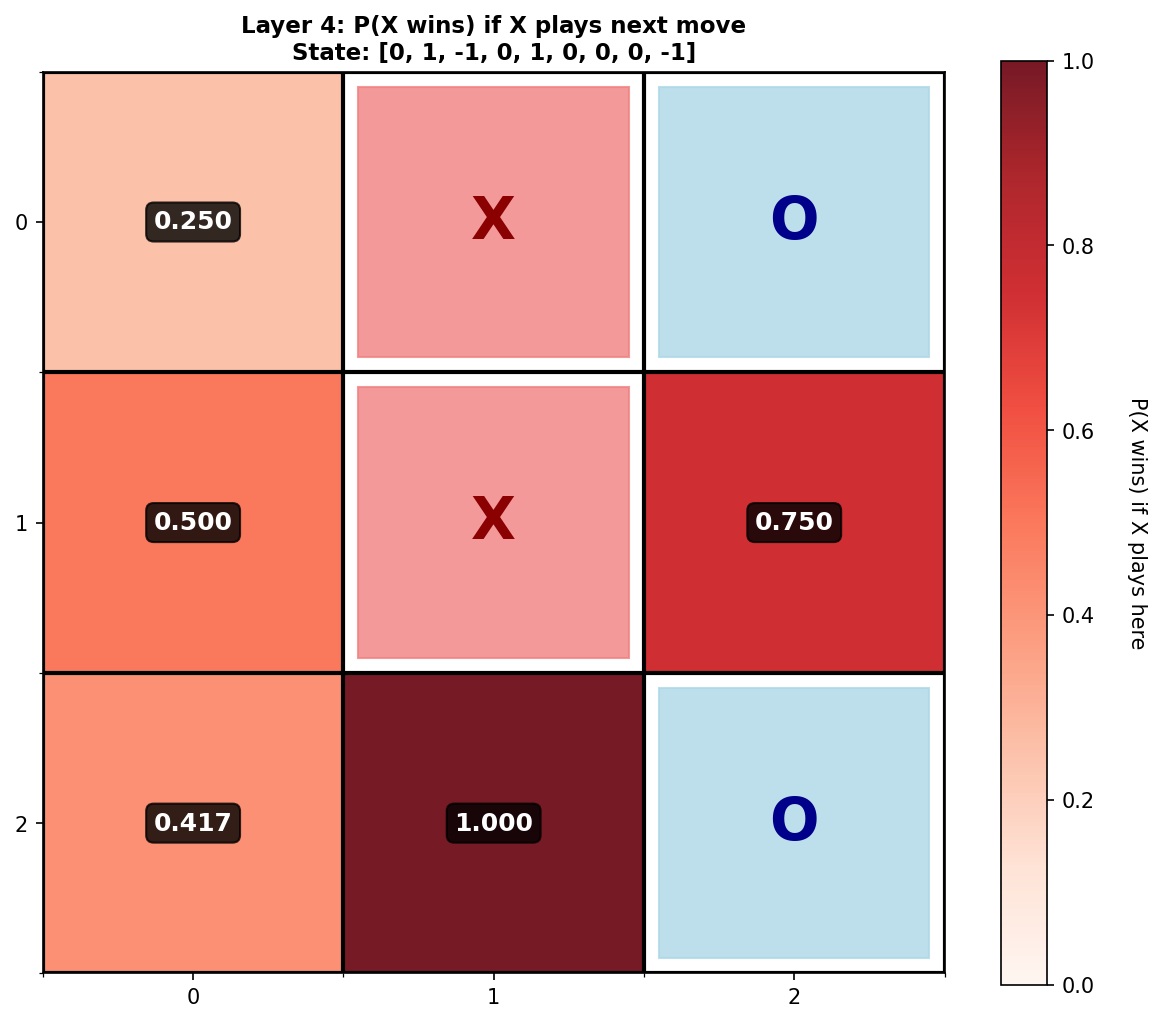 Layer 4: P(X wins) if X plays next move
State: [0, 1, -1, 0, 1, 0, 0, 0, -1]
0
0.250
X
O
1
0.500
X
0.750
2
0.417
1.000
O
0
1
2
1.0
0.8
0.6
0.4
0.2
0.0
P(X wins) if X plays here